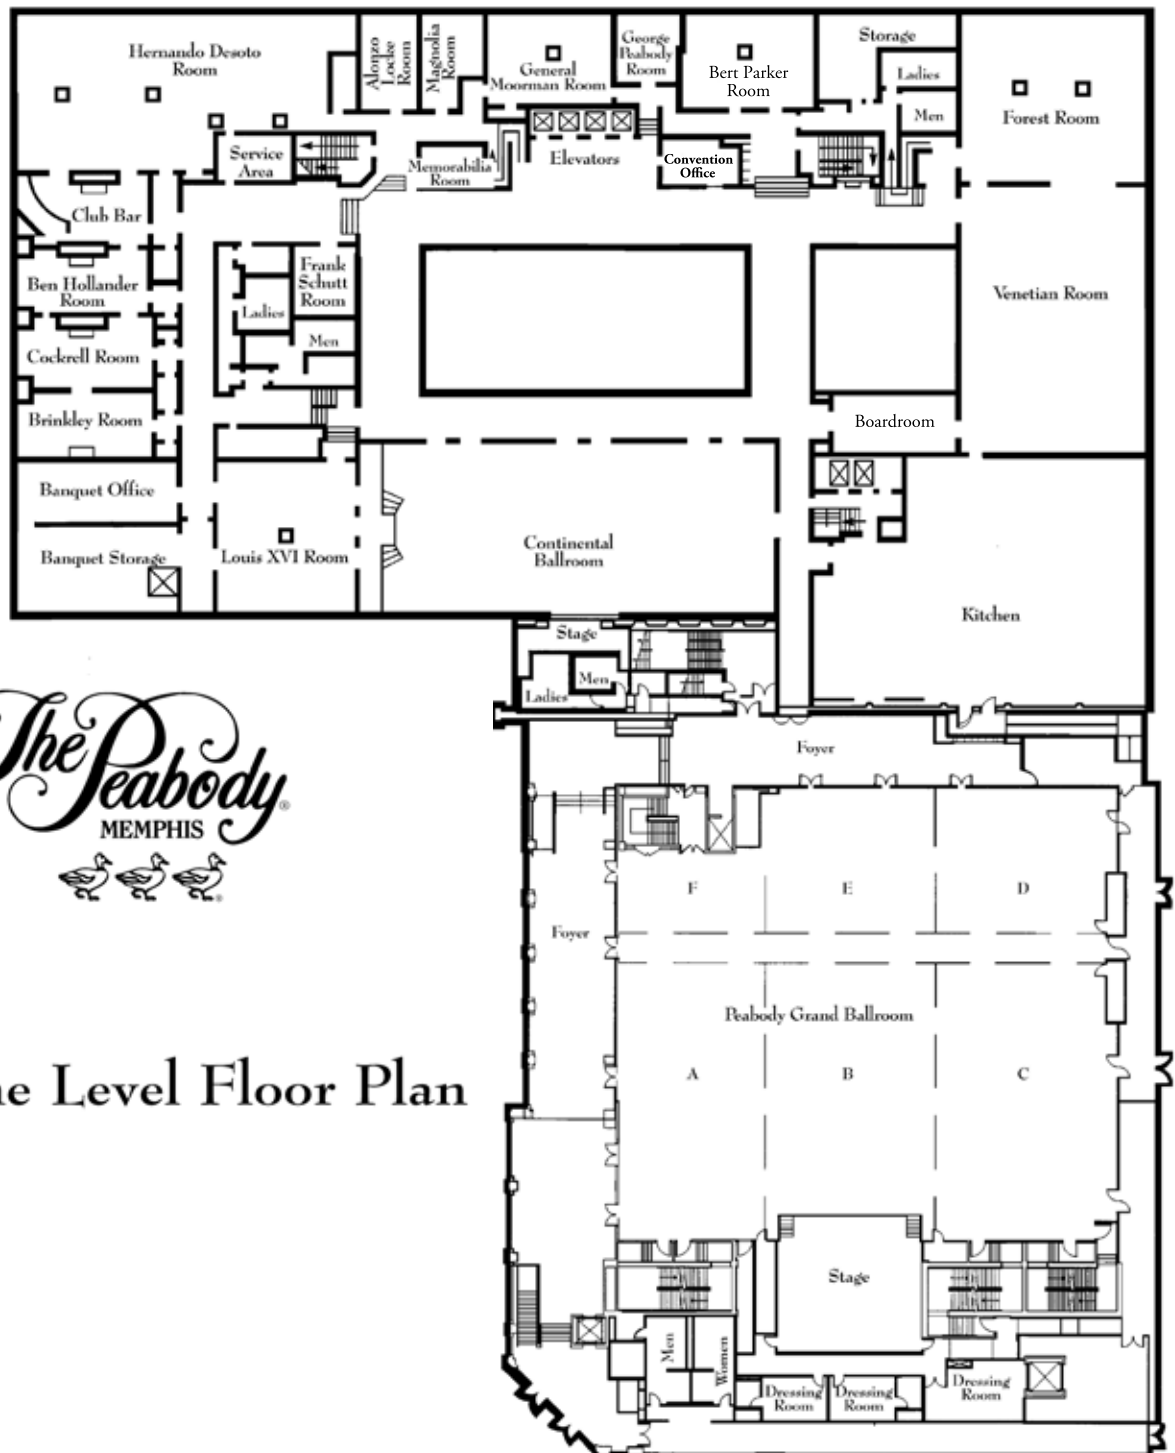 Hernando Desoto
Room
Alonzo
Locke
Room
Magnolia
Room
General
Moorman Room
George
Peabody
Room
Bert Parker
Room
Storage
Ladies
Men
Forest Room
Service
Area
Memorabilia
Room
Elevators
Convention
Office
Club Bar
Ben Hollander
Room
Frank
Schutt
Room
Ladies
Men
Venetian Room
Cockrell Room
Brinkley Room
Boardroom
Banquet Office
Banquet Storage
Louis XVI Room
Continental
Ballroom
Kitchen
Stage
Men
Ladies
The
Peabody®
MEMPHIS
Foyer
F
E
D
Foyer
Peabody Grand Ballroom
A
B
C
Level Floor Plan
Stage
Men
Women
Dressing
Room
Dressing
Room
Dressing
Room